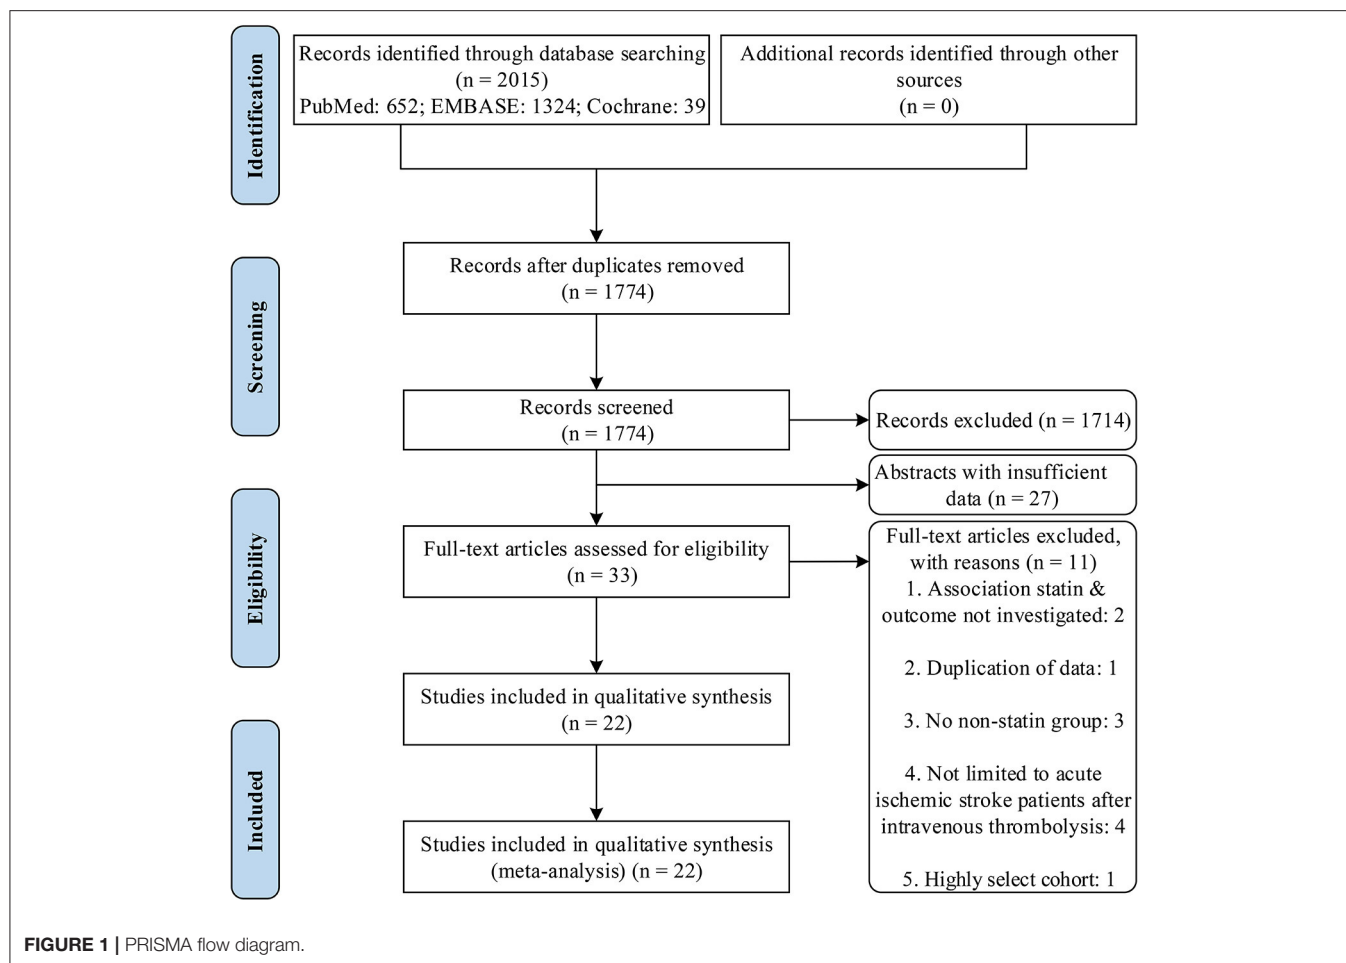 Identification
Records identified through database searching
(n = 2015)
PubMed: 652; EMBASE: 1324; Cochrane: 39
Additional records identified through other
sources
(n = 0)
Screening
Records after duplicates removed
(n = 1774)
Records screened
(n = 1774)
Records excluded (n = 1714)
Abstracts with insufficient
data (n = 27)
Eligibility
Full-text articles assessed for eligibility
(n = 33)
Full-text articles excluded,
with reasons (n = 11)
1. Association statin &
outcome not investigated: 2
2. Duplication of data: 1
3. No non-statin group: 3
4. Not limited to acute
ischemic stroke patients after
intravenous thrombolysis: 4
5. Highly select cohort: 1
Studies included in qualitative synthesis
(n = 22)
Included
Studies included in qualitative synthesis
(meta-analysis) (n = 22)
FIGURE 1 | PRISMA flow diagram.